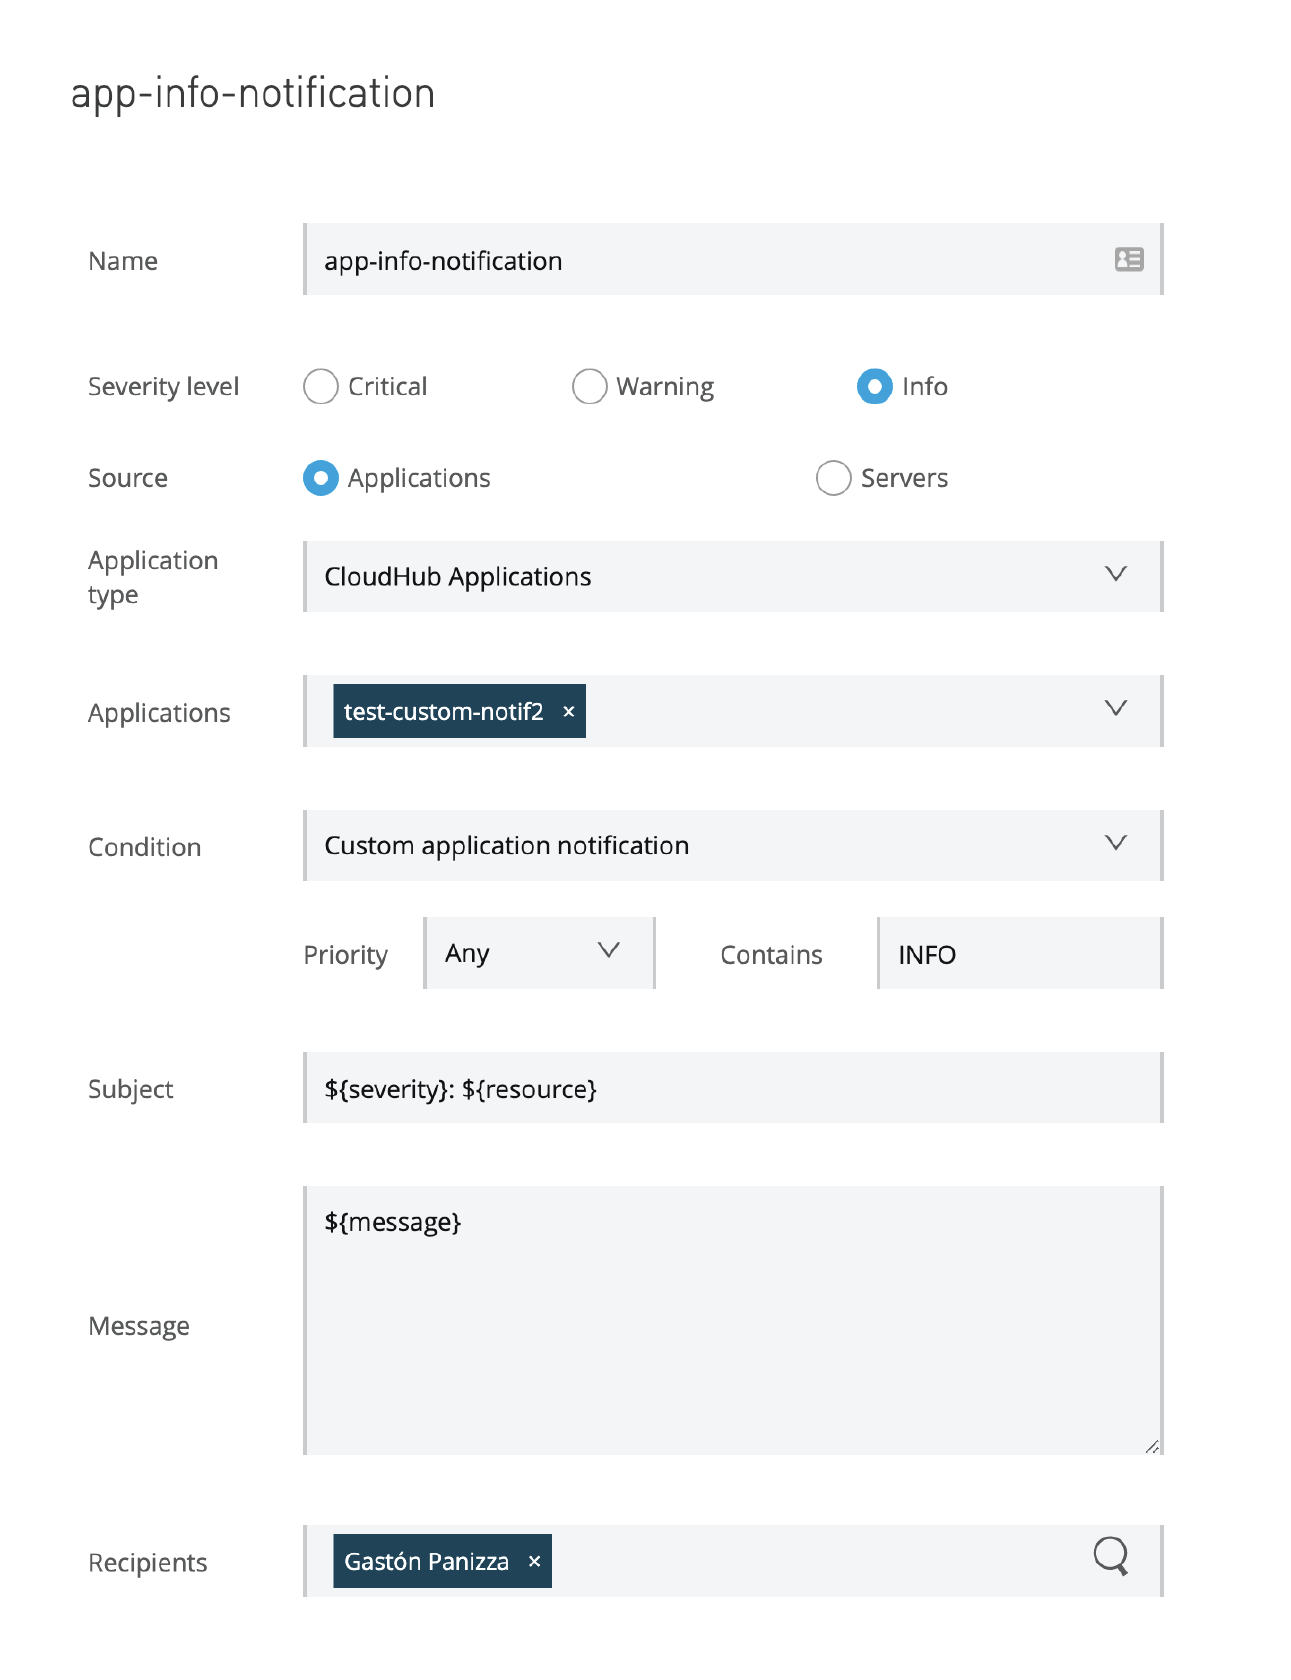 app-info-notification
Name
app-info-notification
Severity level
Critical
Warning
Info
Source
Applications
Servers
Application
type
CloudHub Applications
Applications
test-custom-notif2 ×
Condition
Custom application notification
Priority
Any
Contains
INFO
Subject
${severity}: ${resource}
Message
${message}
Recipients
Gastón Panizza ×